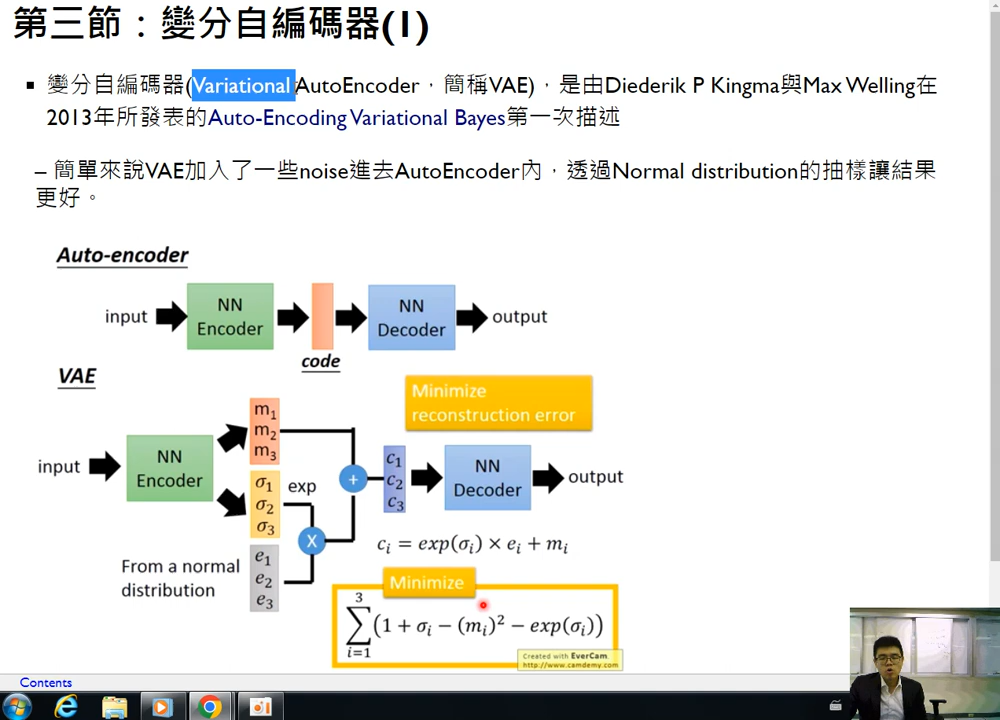 第三節：變分自編碼器(1)
▪ 變分自編碼器(Variational AutoEncoder，簡稱VAE)，是由Diederik P Kingma與Max Welling在
2013年所發表的Auto-Encoding Variational Bayes第一次描述
– 簡單來說VAE加入了一些noise進去AutoEncoder內，透過Normal distribution的抽樣讓結果
更好。
Auto-encoder
input
NN
Encoder
code
NN
Decoder
output
VAE
Minimize
reconstruction error
input
NN
Encoder
m₁
m₂
m₃
σ₁
σ₂
σ₃
exp
+
X
From a normal
distribution
e₁
e₂
e₃
c₁
c₂
c₃
NN
Decoder
output
cᵢ = exp(σᵢ) × eᵢ + mᵢ
Minimize
3
∑(1 + σᵢ − (mᵢ)² − exp(σᵢ))
i=1
Created with EverCam.
http://www.camdemy.com
Contents